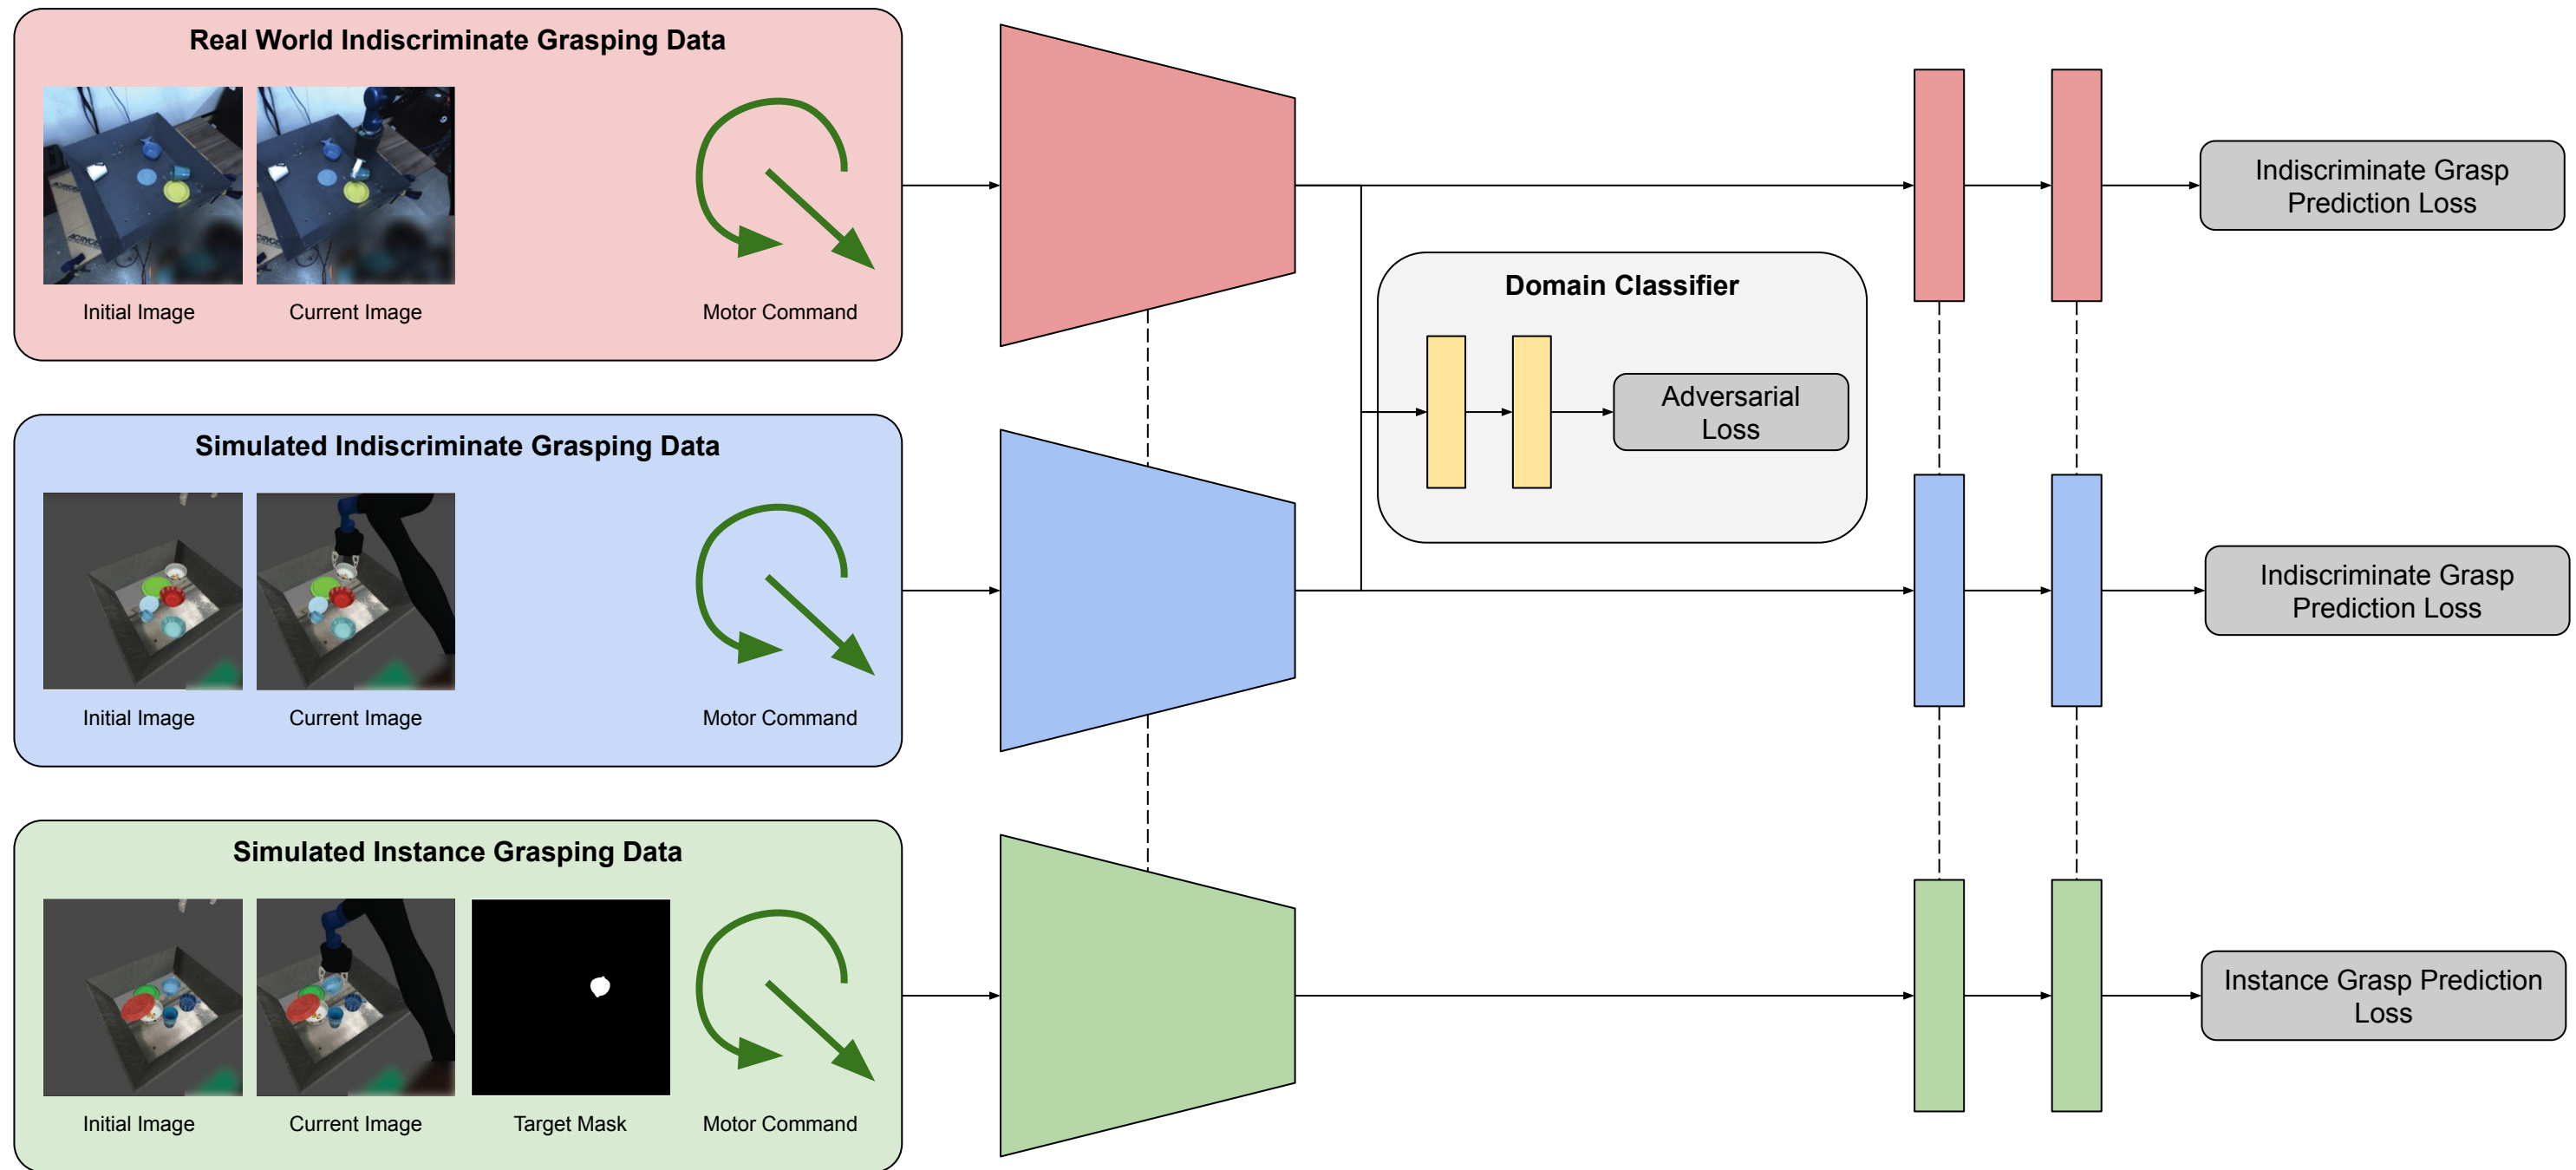 Real World Indiscriminate Grasping Data
Initial Image
Current Image
Motor Command
Indiscriminate Grasp
Prediction Loss
Domain Classifier
Adversarial
Loss
Simulated Indiscriminate Grasping Data
Initial Image
Current Image
Motor Command
Indiscriminate Grasp
Prediction Loss
Simulated Instance Grasping Data
Initial Image
Current Image
Target Mask
Motor Command
Instance Grasp Prediction
Loss